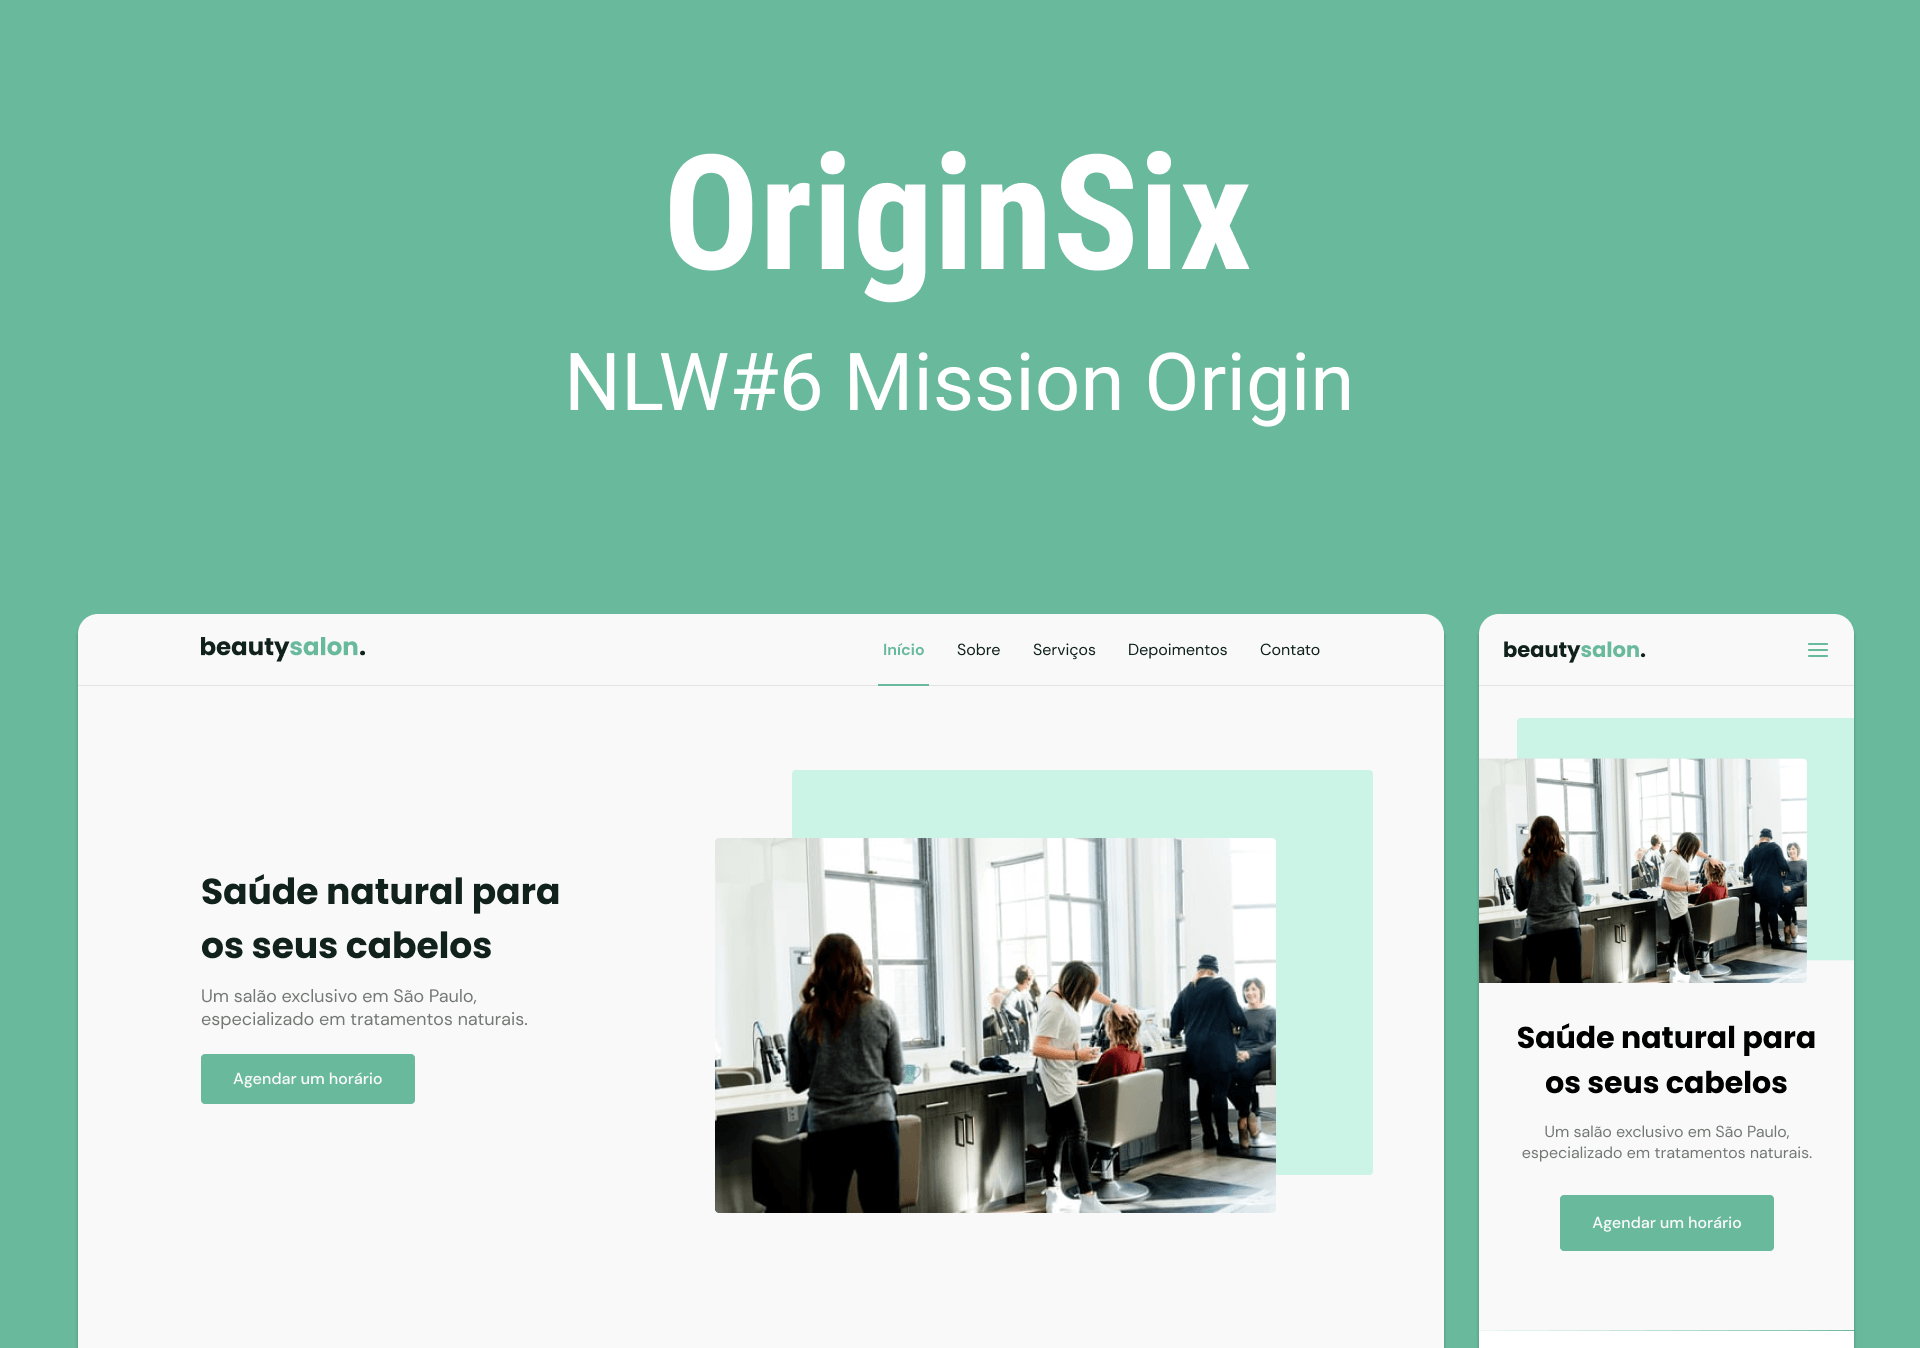 OriginSix
NLW#6 Mission Origin
beautysalon.
Início Sobre Serviços Depoimentos Contato
Saúde natural para
os seus cabelos
Um salão exclusivo em São Paulo,
especializado em tratamentos naturais.
Agendar um horário
beautysalon.
Saúde natural para
os seus cabelos
Um salão exclusivo em São Paulo,
especializado em tratamentos naturais.
Agendar um horário